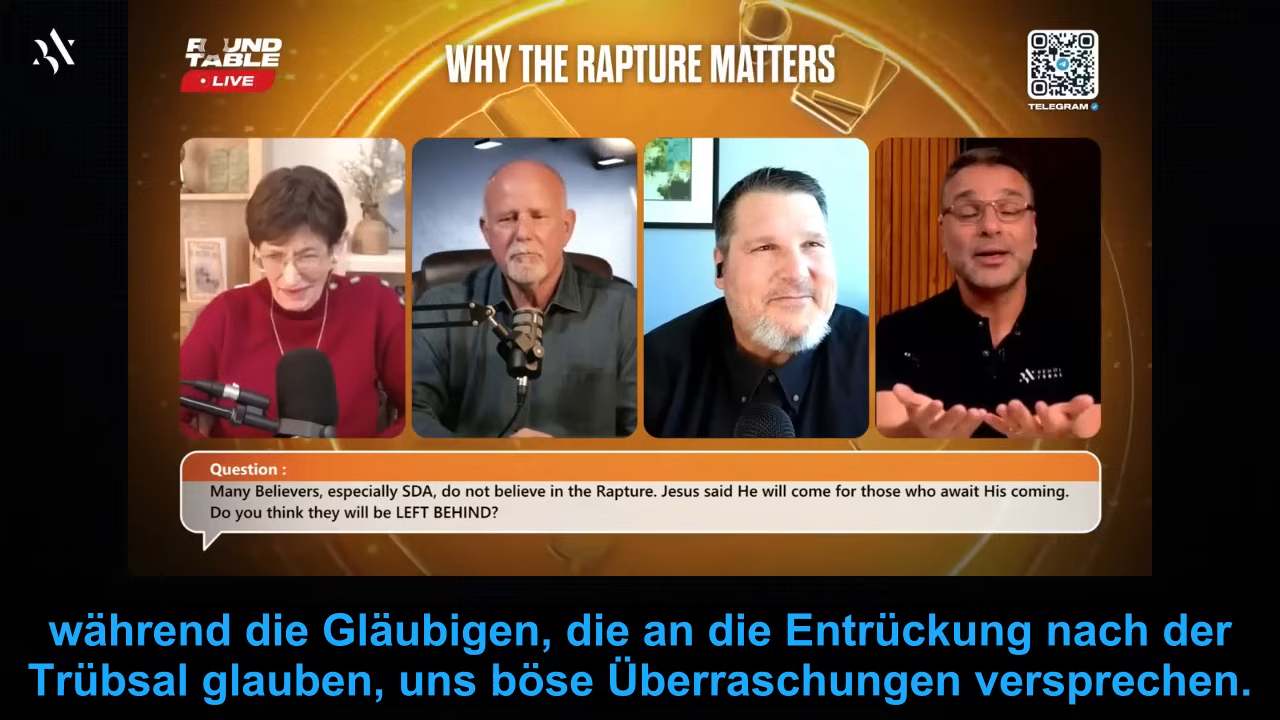 ROUND
TABLE
• LIVE
WHY THE RAPTURE MATTERS
TELEGRAM
Question :
Many Believers, especially SDA, do not believe in the Rapture. Jesus said He will come for those who await His coming.
Do you think they will be LEFT BEHIND?
während die Gläubigen, die an die Entrückung nach der
Trübsal glauben, uns böse Überraschungen versprechen.